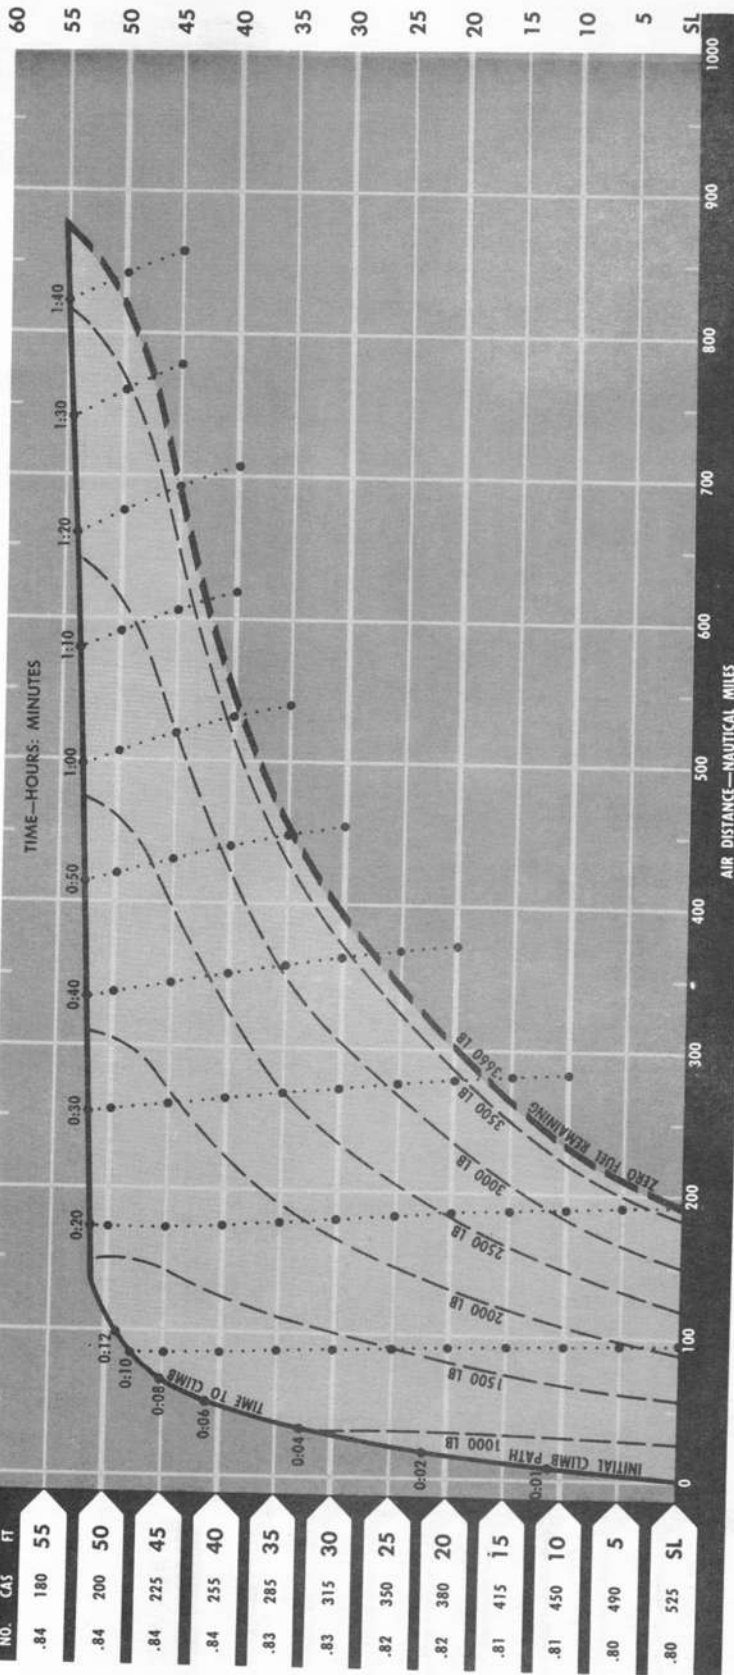 NO. CAS FT
.84 180 55
.84 200 50
.84 225 45
.84 255 40
.83 285 35
.83 315 30
.82 350 25
.82 380 20
.81 415 15
.81 450 10
.80 490 5
.80 525 SL
TIME—HOURS: MINUTES
0:20 0:30 0:40 0:50 1:00 1:10 1:20 1:30 1:40
0:12
0:10
0:08
0:06
0:04
0:02
0:01
TIME TO CLIMB
INITIAL CLIMB PATH
1000 LB
1500 LB
2000 LB
2500 LB
3000 LB
3500 LB
3660 LB
ZERO FUEL REMAINING
60
55
50
45
40
35
30
25
20
15
10
5
SL
0 100 200 300 400 500 600 700 800 900 1000
AIR DISTANCE—NAUTICAL MILES